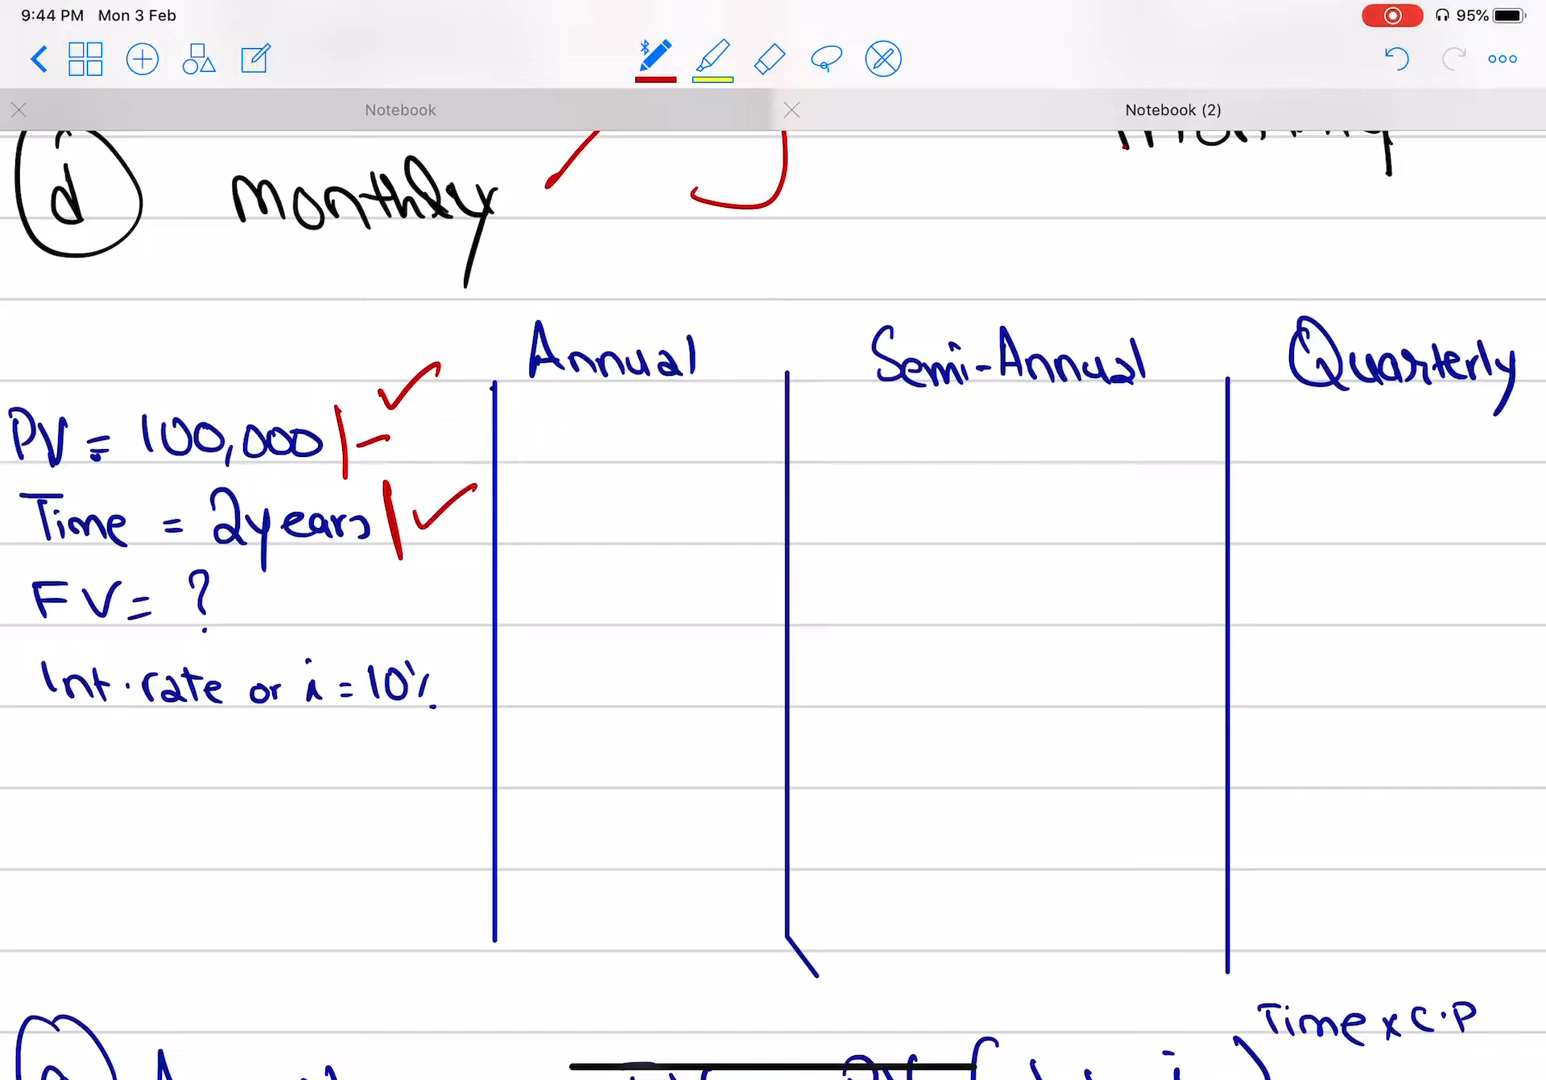 9:44 PM Mon 3 Feb
95%
Notebook
Notebook (2)
d monthly
Annual Semi-Annual Quarterly
PV = 100,000
Time = 2years
FV = ?
Int. rate or i = 10%
Time x C.P